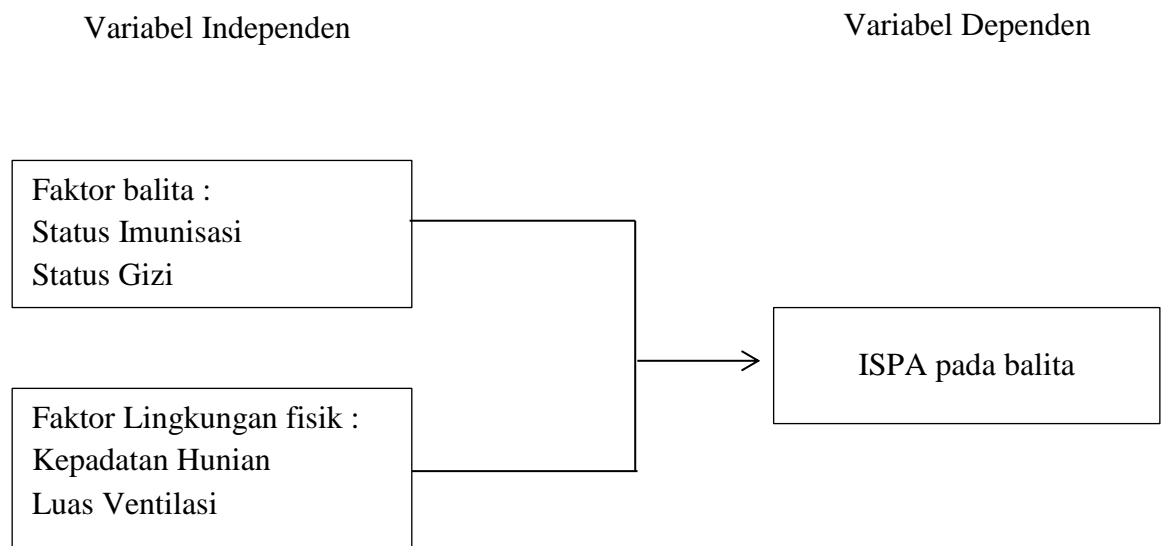 Variabel Independen
Variabel Dependen
Faktor balita :
Status Imunisasi
Status Gizi
ISPA pada balita
Faktor Lingkungan fisik :
Kepadatan Hunian
Luas Ventilasi